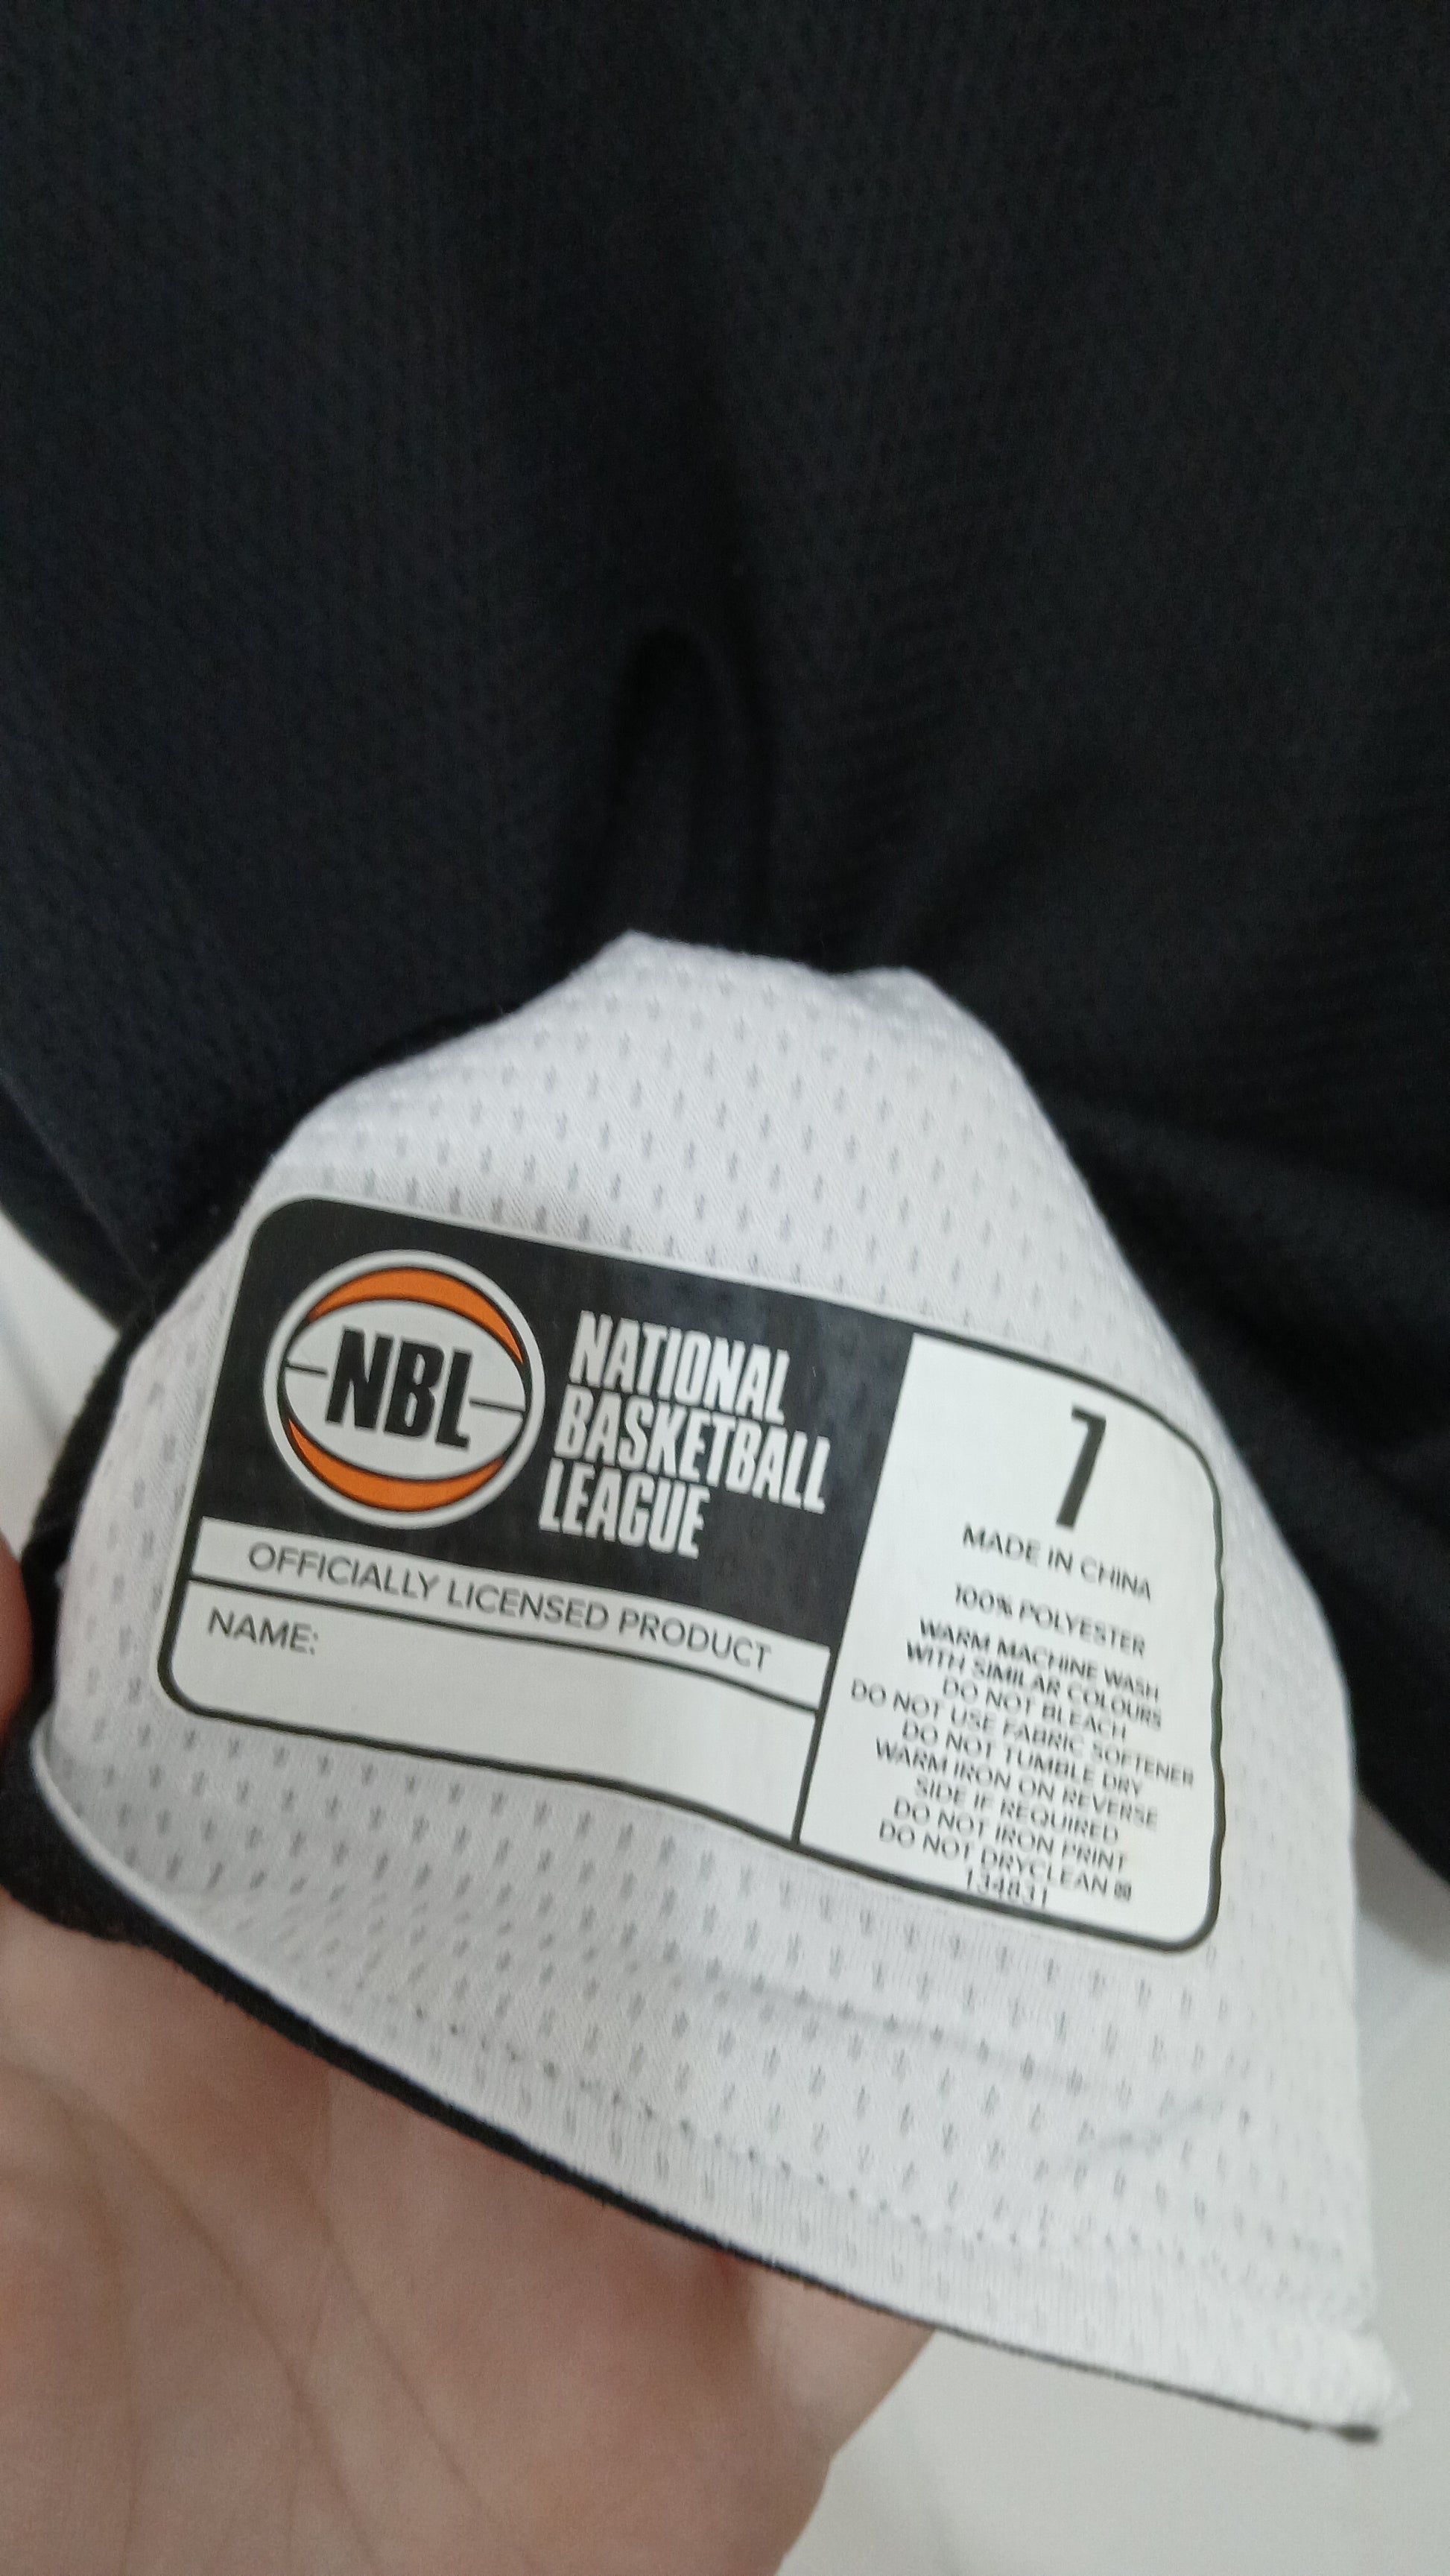 NBL
NATIONAL
BASKETBALL
LEAGUE
OFFICIALLY LICENSED PRODUCT
NAME:
7
MADE IN CHINA
100% POLYESTER
WARM MACHINE WASH
WITH SIMILAR COLOURS
DO NOT BLEACH
DO NOT USE FABRIC SOFTENER
DO NOT TUMBLE DRY
WARM IRON ON REVERSE
SIDE IF REQUIRED
DO NOT IRON PRINT
DO NOT DRYCLEAN
134831